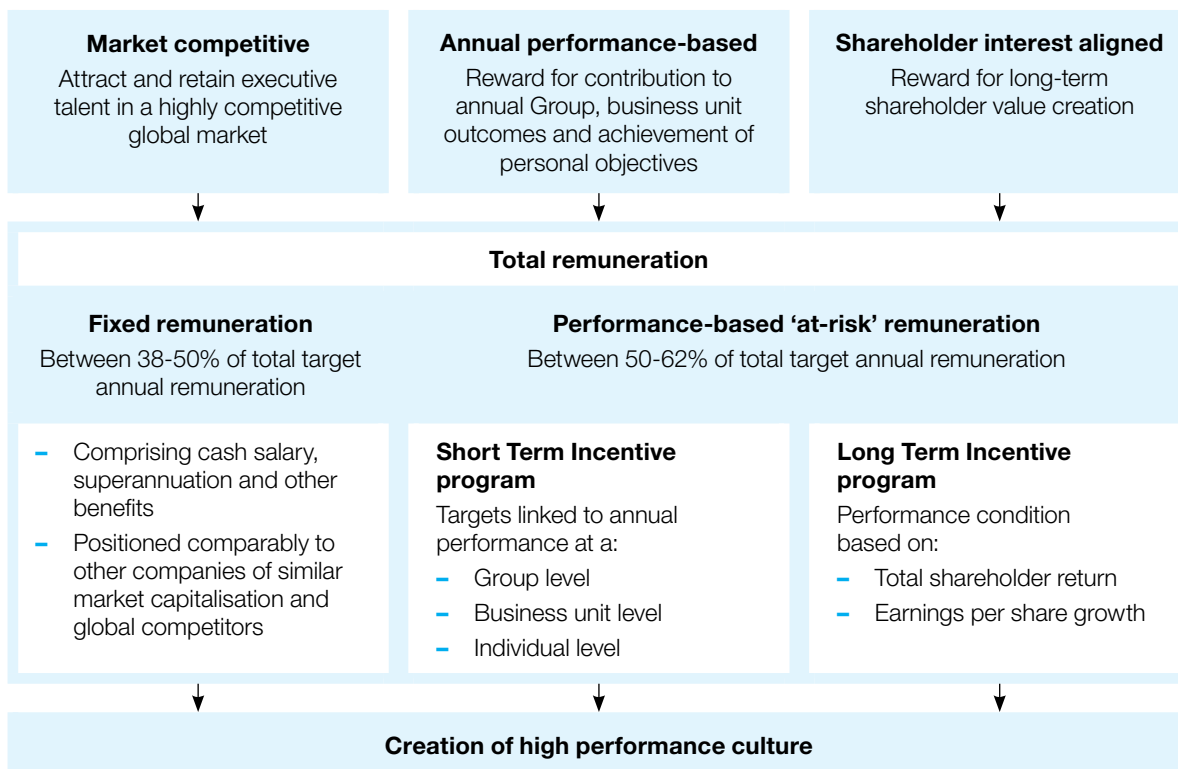 Market competitive
Attract and retain executive
talent in a highly competitive
global market
Annual performance-based
Reward for contribution to
annual Group, business unit
outcomes and achievement of
personal objectives
Shareholder interest aligned
Reward for long-term
shareholder value creation
Total remuneration
Fixed remuneration
Between 38-50% of total target
annual remuneration
Performance-based ‘at-risk’ remuneration
Between 50-62% of total target annual remuneration
– Comprising cash salary,
superannuation and other
benefits
– Positioned comparably to
other companies of similar
market capitalisation and
global competitors
Short Term Incentive
program
Targets linked to annual
performance at a:
– Group level
– Business unit level
– Individual level
Long Term Incentive
program
Performance condition
based on:
– Total shareholder return
– Earnings per share growth
Creation of high performance culture